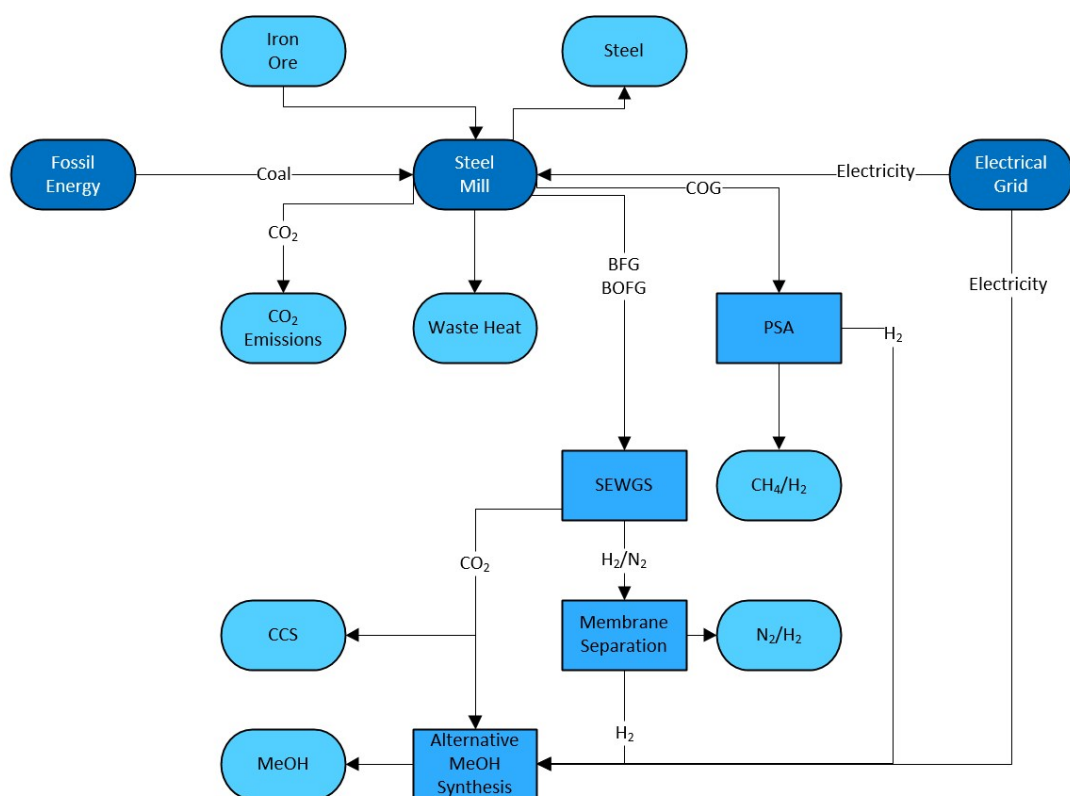 Iron
Ore
Steel
Fossil
Energy
Coal
Steel
Mill
Electricity
Electrical
Grid
COG
CO₂
BFG
BOFG
Electricity
CO₂
Emissions
Waste Heat
PSA
H₂
SEWGS
CH₄/H₂
CO₂
H₂/N₂
CCS
Membrane
Separation
N₂/H₂
H₂
MeOH
Alternative
MeOH
Synthesis